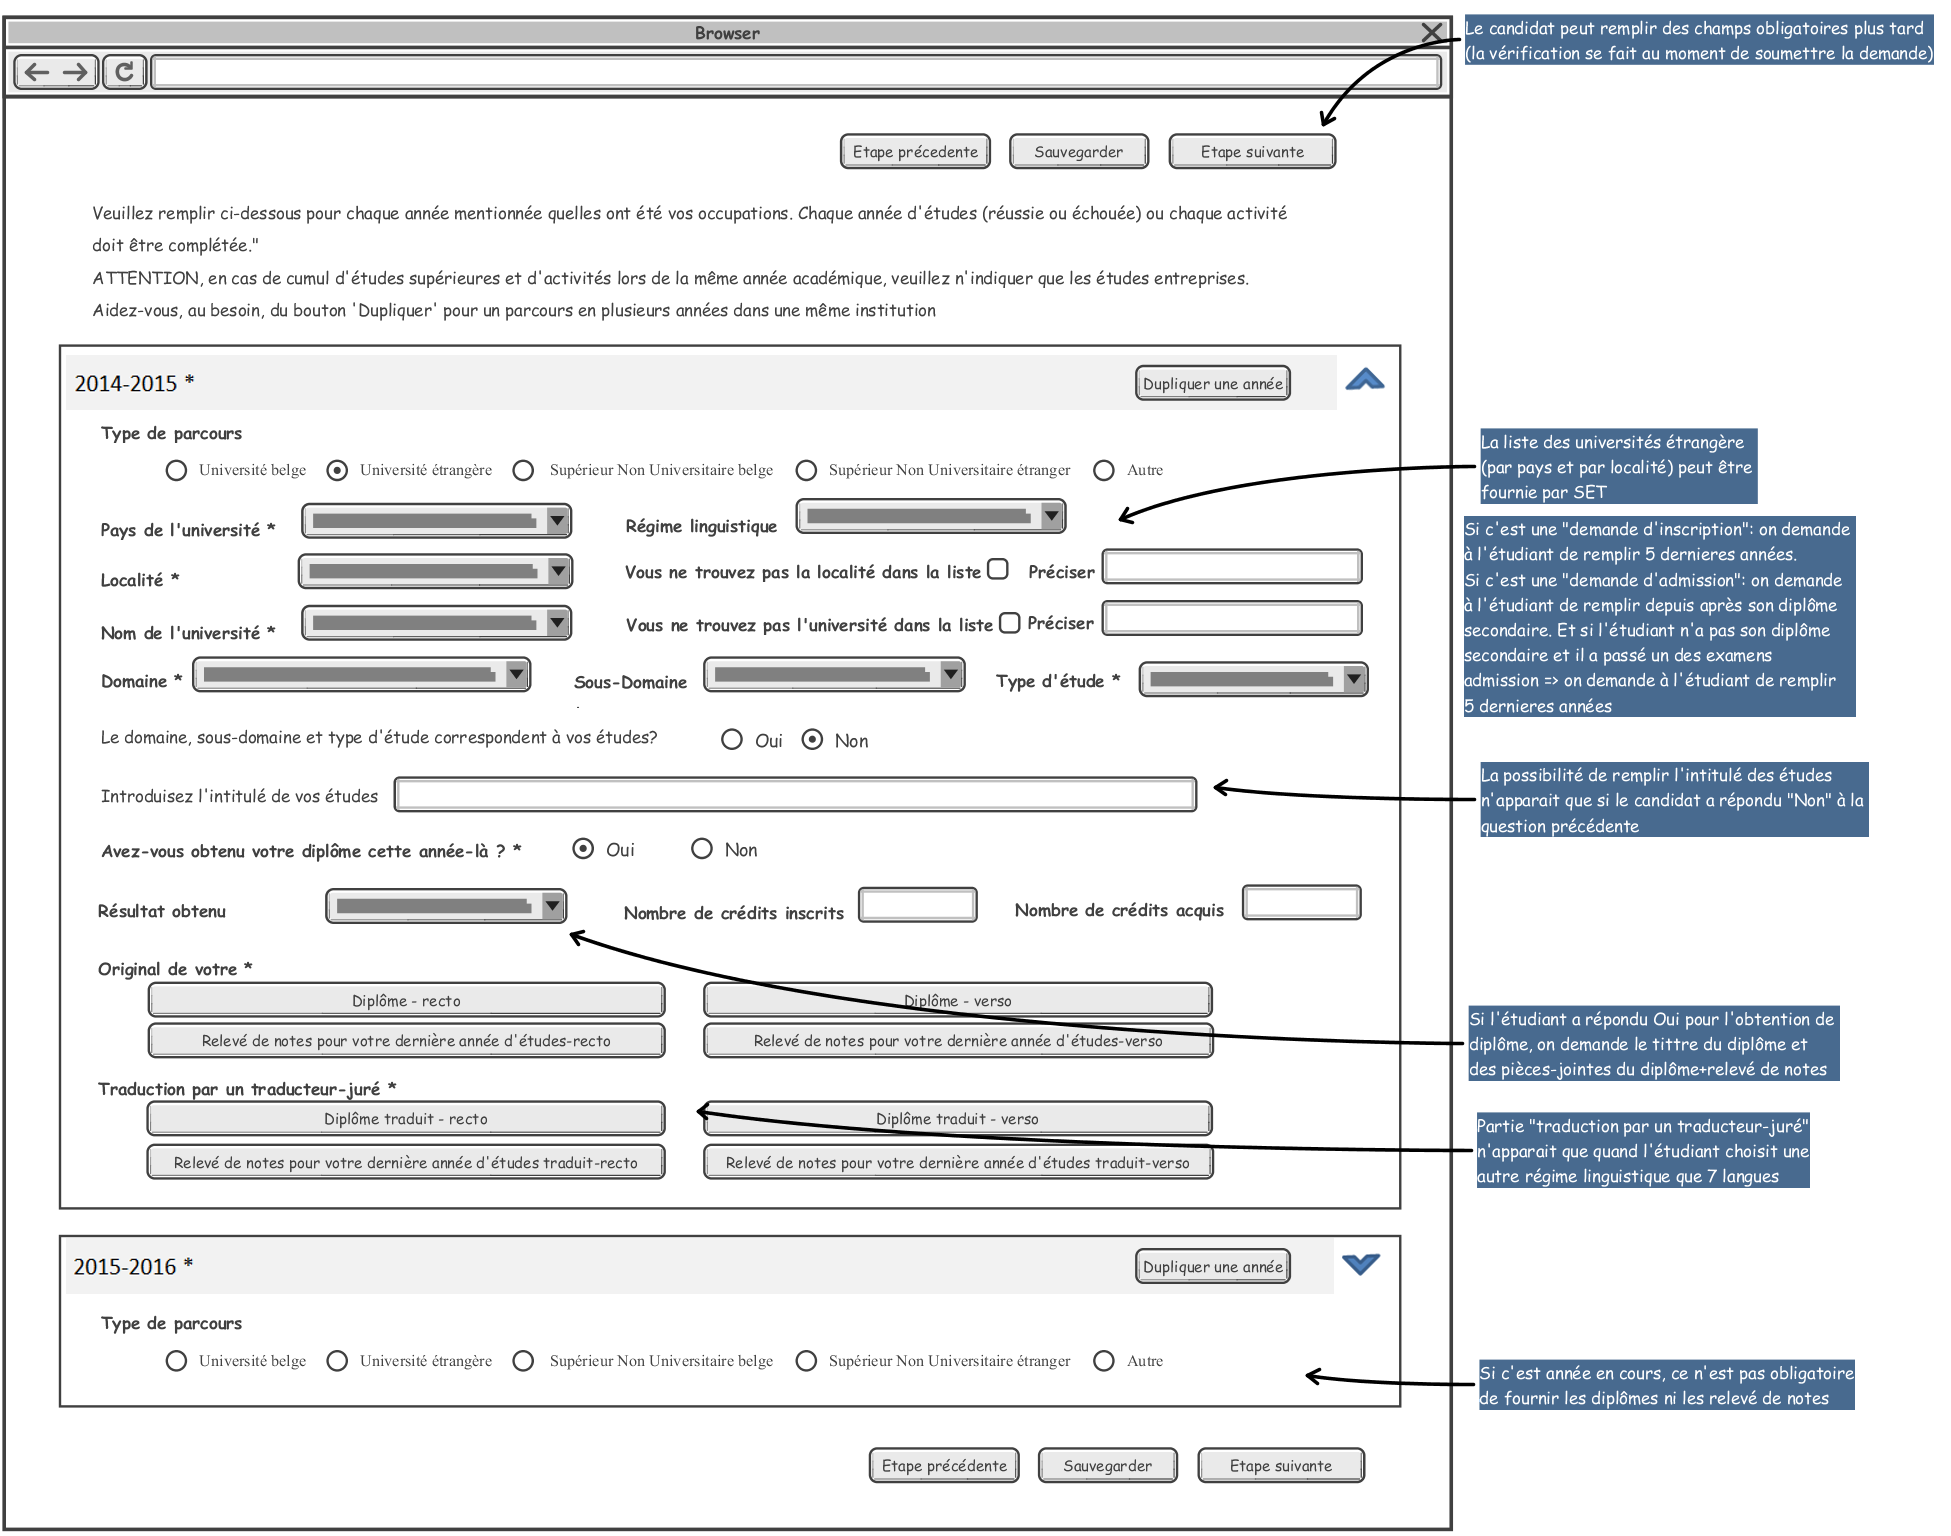 Browser
Le candidat peut remplir des champs obligatoires plus tard
(la vérification se fait au moment de soumettre la demande)
Etape précedente
Sauvegarder
Etape suivante
Veuillez remplir ci-dessous pour chaque année mentionnée quelles ont été vos occupations. Chaque année d'études (réussie ou échouée) ou chaque activité
doit être complétée."
ATTENTION, en cas de cumul d'études supérieures et d'activités lors de la même année académique, veuillez n'indiquer que les études entreprises.
Aidez-vous, au besoin, du bouton 'Dupliquer' pour un parcours en plusieurs années dans une même institution
2014-2015 *
Dupliquer une année
Type de parcours
Université belge
Université étrangère
Supérieur Non Universitaire belge
Supérieur Non Universitaire étranger
Autre
La liste des universités étrangère
(par pays et par localité) peut être
fournie par SET
Pays de l'université *
Régime linguistique
Localité *
Vous ne trouvez pas la localité dans la liste
Préciser
Nom de l'université *
Vous ne trouvez pas l'université dans la liste
Préciser
Domaine *
Sous-Domaine
Type d'étude *
Si c'est une "demande d'inscription": on demande
à l'étudiant de remplir 5 dernieres années.
Si c'est une "demande d'admission": on demande
à l'étudiant de remplir depuis après son diplôme
secondaire. Et si l'étudiant n'a pas son diplôme
secondaire et il a passé un des examens
admission => on demande à l'étudiant de remplir
5 dernieres années
Le domaine, sous-domaine et type d'étude correspondent à vos études?
Oui
Non
Introduisez l'intitulé de vos études
La possibilité de remplir l'intitulé des études
n'apparait que si le candidat a répondu "Non" à la
question précédente
Avez-vous obtenu votre diplôme cette année-là ? *
Oui
Non
Résultat obtenu
Nombre de crédits inscrits
Nombre de crédits acquis
Original de votre *
Diplôme - recto
Diplôme - verso
Relevé de notes pour votre dernière année d'études-recto
Relevé de notes pour votre dernière année d'études-verso
Si l'étudiant a répondu Oui pour l'obtention de
diplôme, on demande le tittre du diplôme et
des pièces-jointes du diplôme+relevé de notes
Traduction par un traducteur-juré *
Diplôme traduit - recto
Diplôme traduit - verso
Relevé de notes pour votre dernière année d'études traduit-recto
Relevé de notes pour votre dernière année d'études traduit-verso
Partie "traduction par un traducteur-juré"
n'apparait que quand l'étudiant choisit une
autre régime linguistique que 7 langues
2015-2016 *
Dupliquer une année
Type de parcours
Université belge
Université étrangère
Supérieur Non Universitaire belge
Supérieur Non Universitaire étranger
Autre
Si c'est année en cours, ce n'est pas obligatoire
de fournir les diplômes ni les relevé de notes
Etape précédente
Sauvegarder
Etape suivante